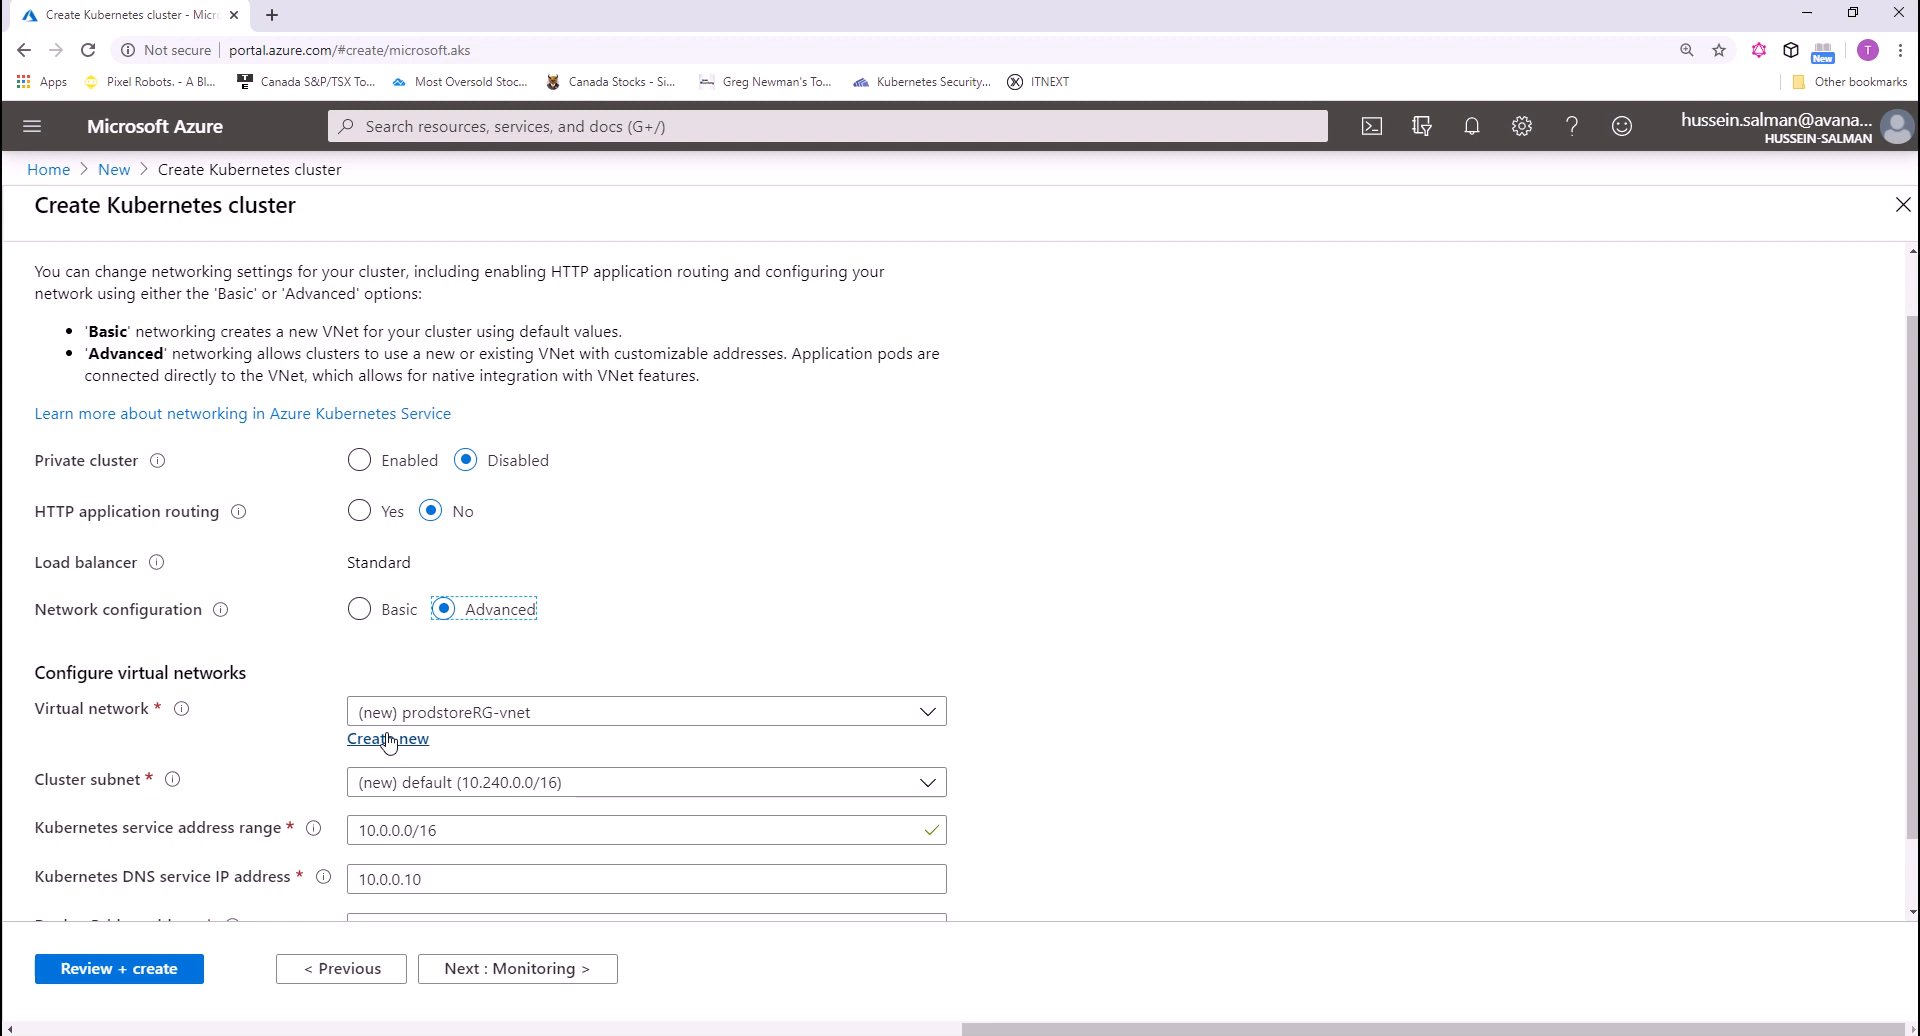 Create Kubernetes cluster - Micro
Not secure
portal.azure.com/#create/microsoft.aks
New
T
Apps
Pixel Robots. - A Bl...
Canada S&P/TSX To...
Most Oversold Stoc...
Canada Stocks - Si...
Greg Newman's To...
Kubernetes Security...
ITNEXT
Other bookmarks
Microsoft Azure
Search resources, services, and docs (G+/)
hussein.salman@avana...
HUSSEIN-SALMAN
Home > New > Create Kubernetes cluster
Create Kubernetes cluster
You can change networking settings for your cluster, including enabling HTTP application routing and configuring your
network using either the 'Basic' or 'Advanced' options:
• 'Basic' networking creates a new VNet for your cluster using default values.
• 'Advanced' networking allows clusters to use a new or existing VNet with customizable addresses. Application pods are
connected directly to the VNet, which allows for native integration with VNet features.
Learn more about networking in Azure Kubernetes Service
Private cluster
Enabled
Disabled
HTTP application routing
Yes
No
Load balancer
Standard
Network configuration
Basic
Advanced
Configure virtual networks
Virtual network *
(new) prodstoreRG-vnet
Create new
Cluster subnet *
(new) default (10.240.0.0/16)
Kubernetes service address range *
10.0.0.0/16
Kubernetes DNS service IP address *
10.0.0.10
Review + create
< Previous
Next : Monitoring >